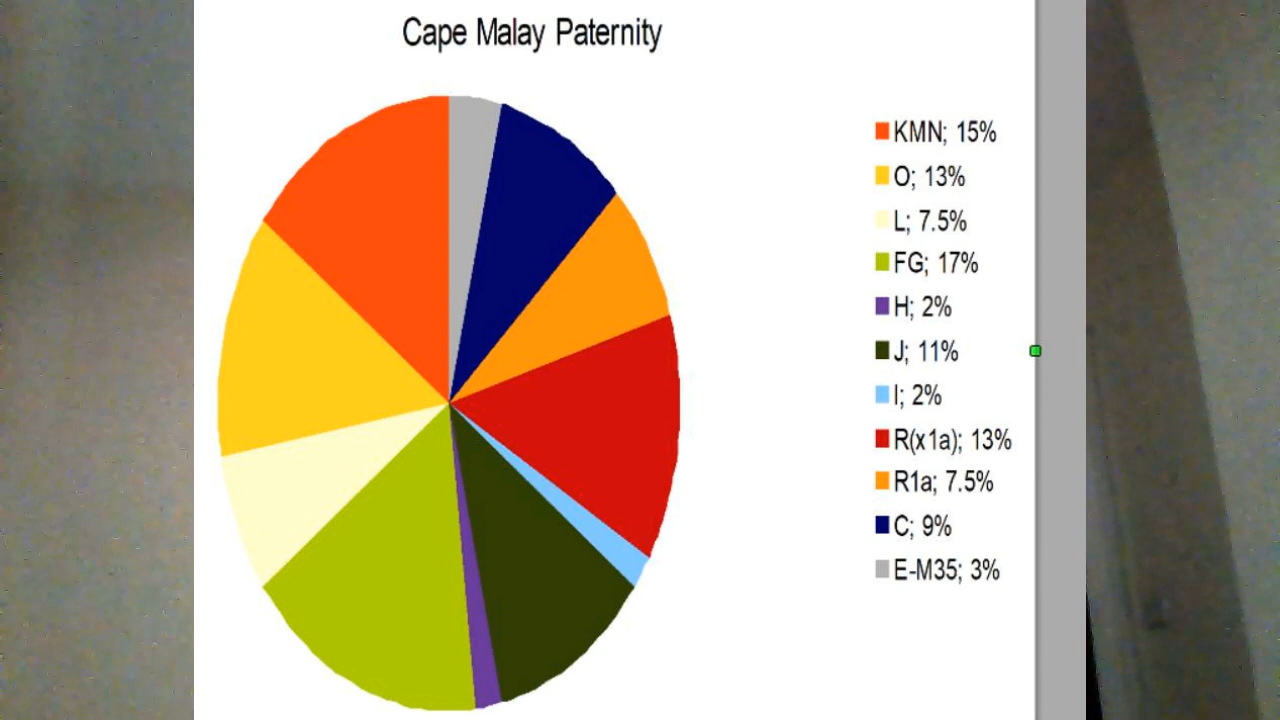 Cape Malay Paternity
KMN; 15%
O; 13%
L; 7.5%
FG; 17%
H; 2%
J; 11%
I; 2%
R(x1a); 13%
R1a; 7.5%
C; 9%
E-M35; 3%